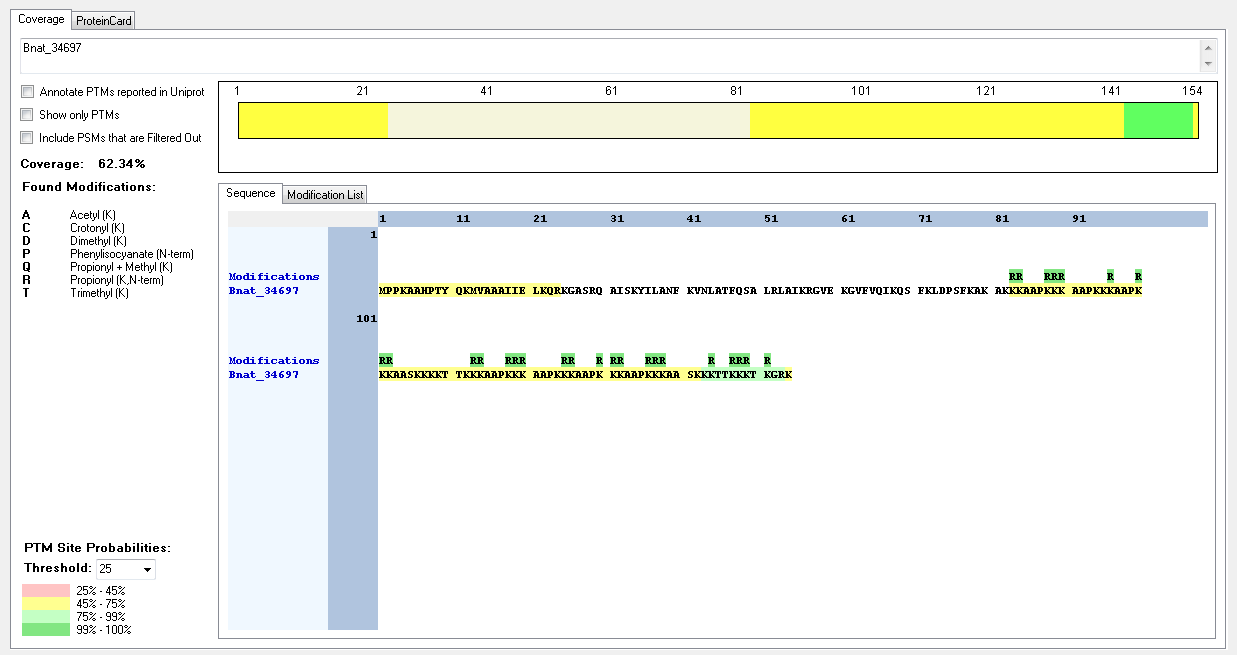 Coverage ProteinCard
Bnat_34697
Annotate PTMs reported in Uniprot
Show only PTMs
Include PSMs that are Filtered Out
Coverage: 62.34%
Found Modifications:
A Acetyl (K)
C Crotonyl (K)
D Dimethyl (K)
P Phenylisocyanate (N-term)
Q Propionyl + Methyl (K)
R Propionyl (K,N-term)
T Trimethyl (K)
PTM Site Probabilities:
Threshold: 25
25% - 45%
45% - 75%
75% - 99%
99% - 100%
1 21 41 61 81 101 121 141 154
Sequence Modification List
1 11 21 31 41 51 61 71 81 91
1
Modifications RR RRR R R
Bnat_34697 MPPKAAHPTY QKMVAAAIIE LKQRKGASRQ AISKYILANF KVNLATFQSA LRLAIKRGVE KGVFVQIKQS FKLDPSFKAK AKKKAAPKKK AAPKKKAAPK
101
Modifications RR RR RRR RR R RR RRR R RRR R
Bnat_34697 KKAASKKKKT TKKKAAPKKK AAPKKKAAPK KKAAPKKKAA SKKKTTKKKT KGRK